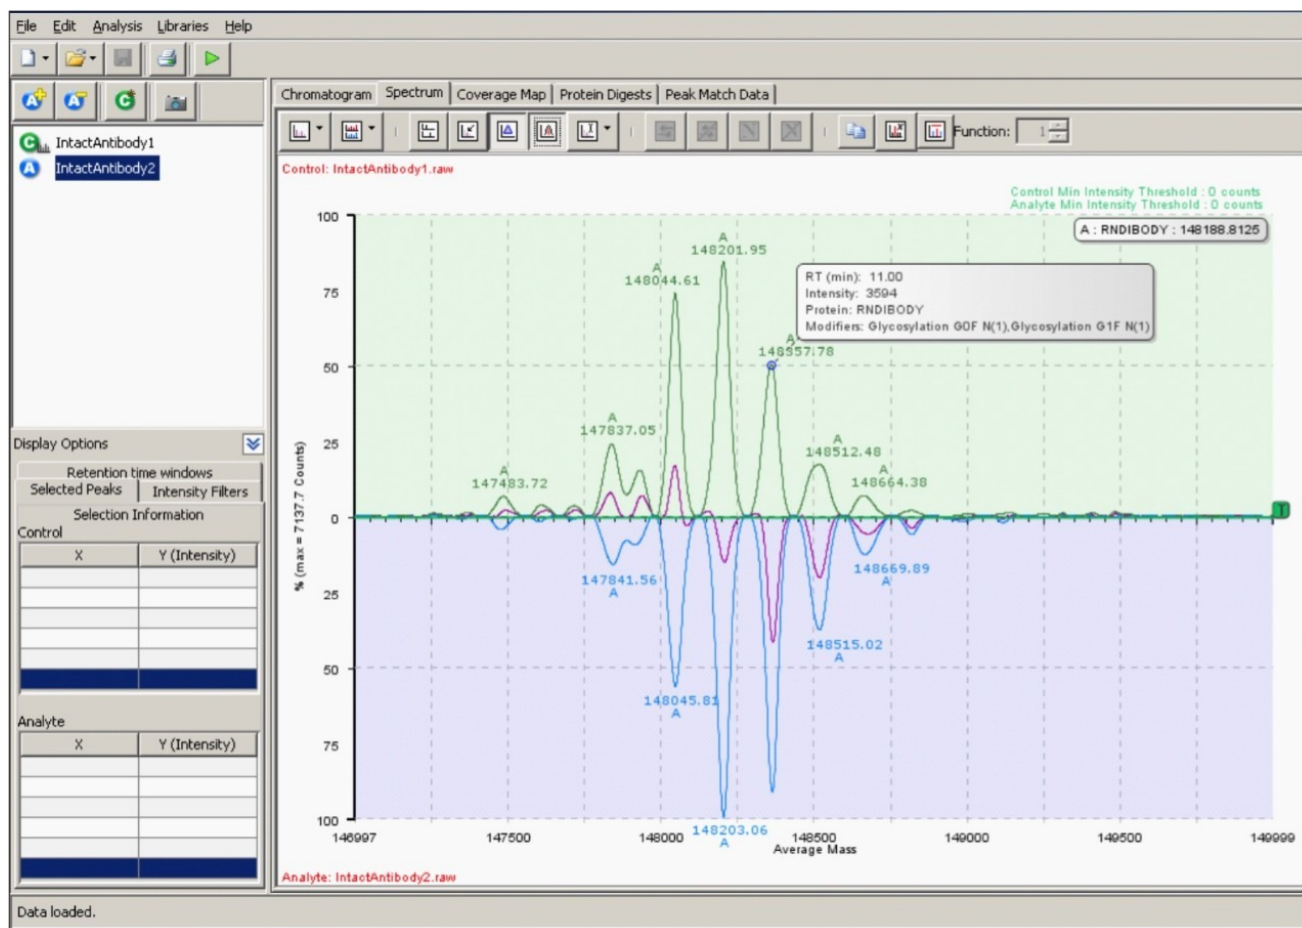 File Edit Analysis Libraries Help
IntactAntibody1
IntactAntibody2
Display Options
Retention time windows
Selected Peaks Intensity Filters
Selection Information
Control
X Y (Intensity)
Analyte
X Y (Intensity)
Data loaded.
Chromatogram Spectrum Coverage Map Protein Digests Peak Match Data
Function: 1
Control: IntactAntibody1.raw
Control Min Intensity Threshold : 0 counts
Analyte Min Intensity Threshold : 0 counts
A : RNDIBODY : 148188.8125
RT (min): 11.00
Intensity: 3594
Protein: RNDIBODY
Modifiers: Glycosylation G0F N(1),Glycosylation G1F N(1)
% (max = 7137.7 Counts)
100
75
50
25
0
25
50
75
100
A
148201.95
A
148044.61
A
148357.78
A
147837.05
A
148512.48
A
147483.72
A
148664.38
T
147841.56
A
148669.89
A
148515.02
A
148045.81
A
148203.06
A
146997 147500 148000 148500 149000 149500 149999
Average Mass
Analyte: IntactAntibody2.raw